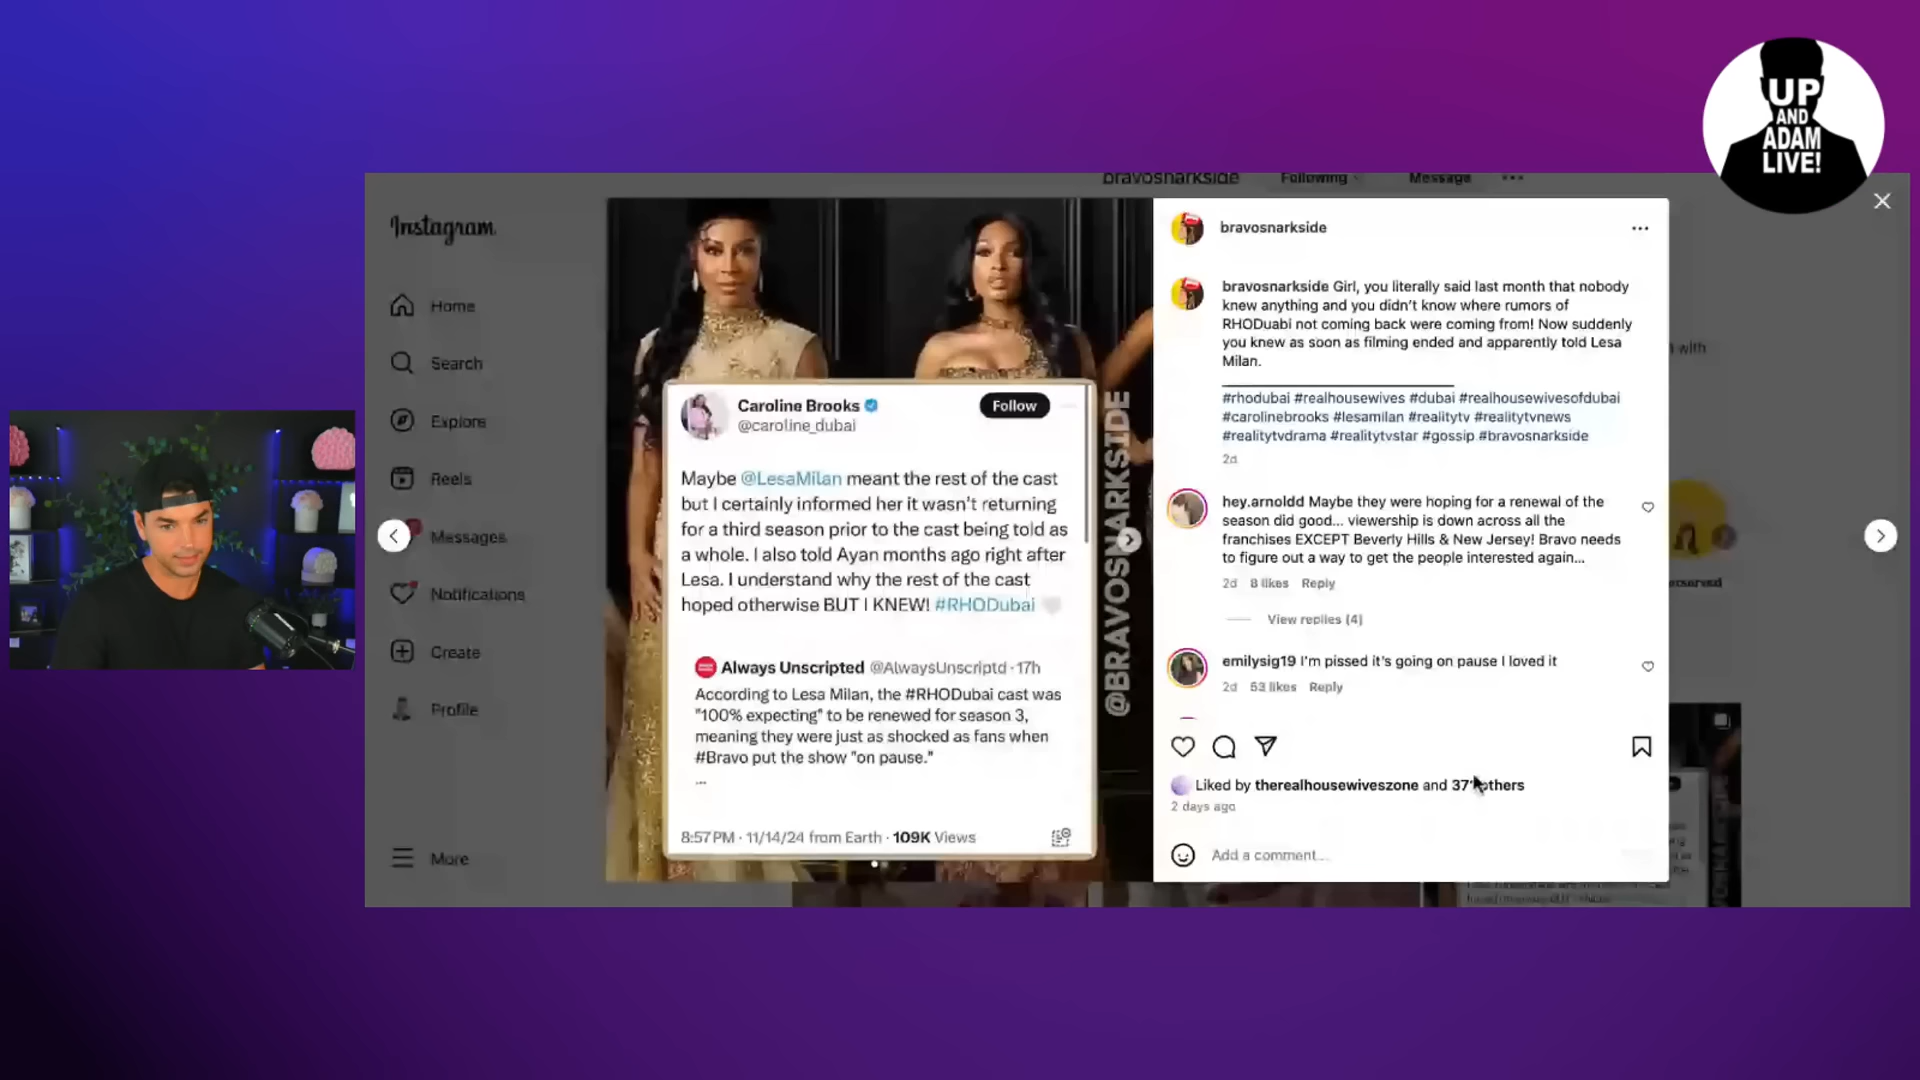 UP
AND
ADAM
LIVE!
bravosnarkside
Following
Message
Instagram
Home
Search
Explore
Reels
Messages
Notifications
Create
Profile
More
@BRAVOSNARKSIDE
Caroline Brooks
@caroline_dubai
Follow
Maybe @LesaMilan meant the rest of the cast
but I certainly informed her it wasn't returning
for a third season prior to the cast being told as
a whole. I also told Ayan months ago right after
Lesa. I understand why the rest of the cast
hoped otherwise BUT I KNEW! #RHODubai
Always Unscripted @AlwaysUnscriptd · 17h
According to Lesa Milan, the #RHODubai cast was
"100% expecting" to be renewed for season 3,
meaning they were just as shocked as fans when
#Bravo put the show "on pause."
...
8:57 PM · 11/14/24 from Earth · 109K Views
bravosnarkside
bravosnarkside Girl, you literally said last month that nobody
knew anything and you didn't know where rumors of
RHODuabi not coming back were coming from! Now suddenly
you knew as soon as filming ended and apparently told Lesa
Milan.
#rhodubai #realhousewives #dubai #realhousewivesofdubai
#carolinebrooks #lesamilan #realitytv #realitytvnews
#realitytvdrama #realitytvstar #gossip #bravosnarkside
2d
hey.arnoldd Maybe they were hoping for a renewal of the
season did good... viewership is down across all the
franchises EXCEPT Beverly Hills & New Jersey! Bravo needs
to figure out a way to get the people interested again...
2d 8 likes Reply
View replies (4)
emilysig19 I'm pissed it's going on pause I loved it
2d 53 likes Reply
Liked by therealhousewiveszone and others
2 days ago
Add a comment...
with